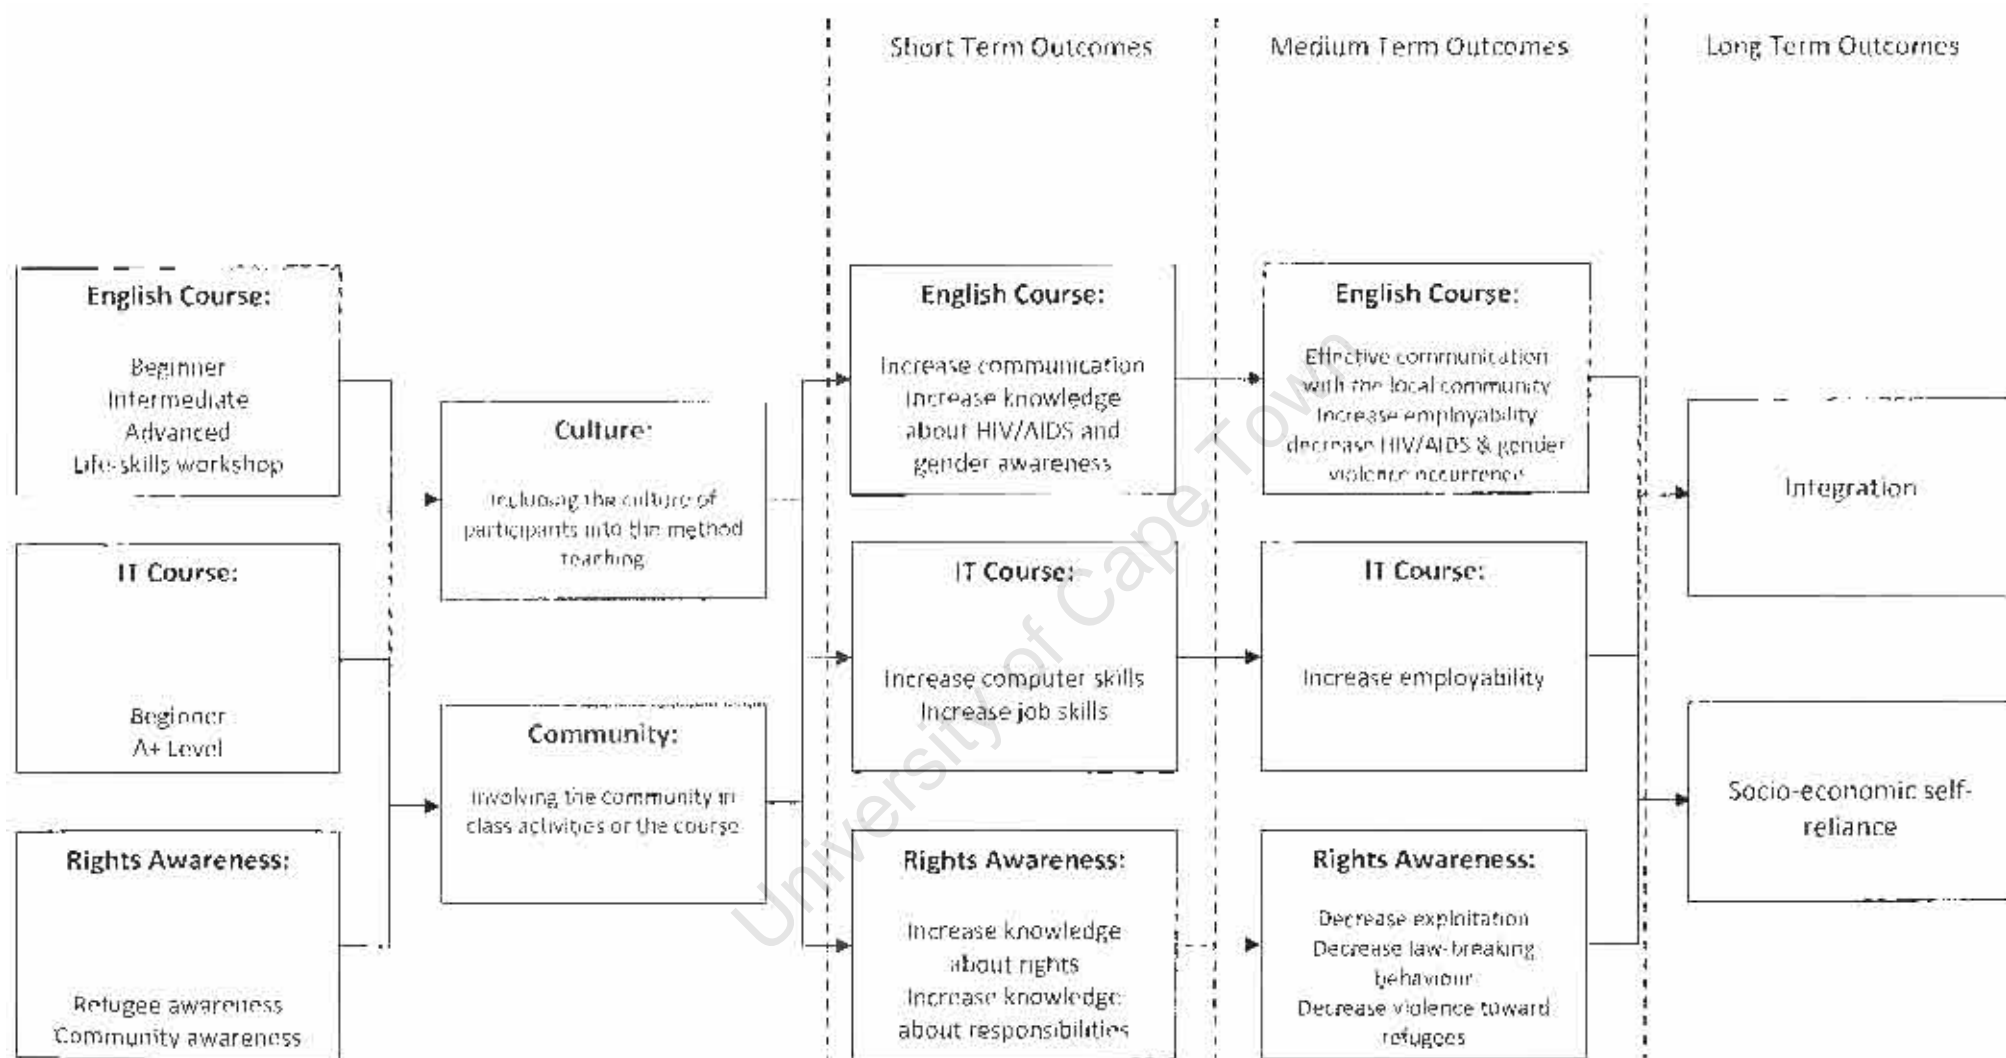 Short Term Outcomes
Medium Term Outcomes
Long Term Outcomes
English Course:
Beginner
Intermediate
Advanced
Life-skills workshop
IT Course:
Beginner
A+ Level
Rights Awareness:
Refugee awareness
Community awareness
Culture:
Including the culture of
participants into the method
teaching
Community:
Involving the community in
class activities or the course
English Course:
Increase communication
Increase knowledge
about HIV/AIDS and
gender awareness
IT Course:
Increase computer skills
Increase job skills
Rights Awareness:
Increase knowledge
about rights
Increase knowledge
about responsibilities
English Course:
Effective communication
with the local community
Increase employability
decrease HIV/AIDS & gender
violence occurrence
IT Course:
Increase employability
Rights Awareness:
Decrease exploitation
Decrease law-breaking
behaviour
Decrease violence toward
refugees
Integration
Socio-economic self-
reliance
University of Cape Town